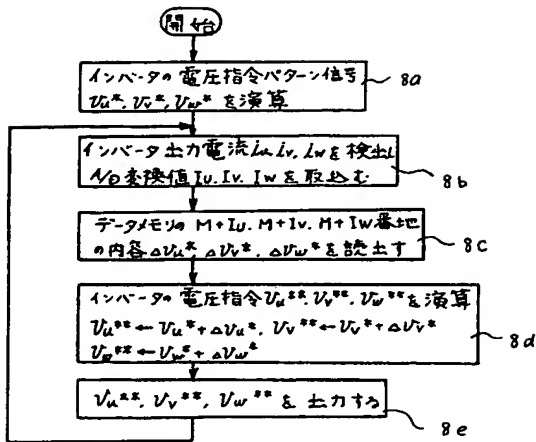 開始
インバータの電圧指令パターン信号
Vu*, Vv*, Vw* を演算
8a
インバータ出力電流iu, iv, iwを検出し
A/D変換値 Iu, Iv, Iw を取込む
8b
データメモリの M+Iu, M+Iv, M+Iw番地
の内容ΔVu*, ΔVv*, ΔVw*を読出す
8c
インバータの電圧指令Vu**, Vv**, Vw**を演算
Vu**←Vu*+ΔVu*, Vv**←Vv*+ΔVv*
Vw**←Vw*+ΔVw*
8d
Vu**, Vv**, Vw** を出力する
8e